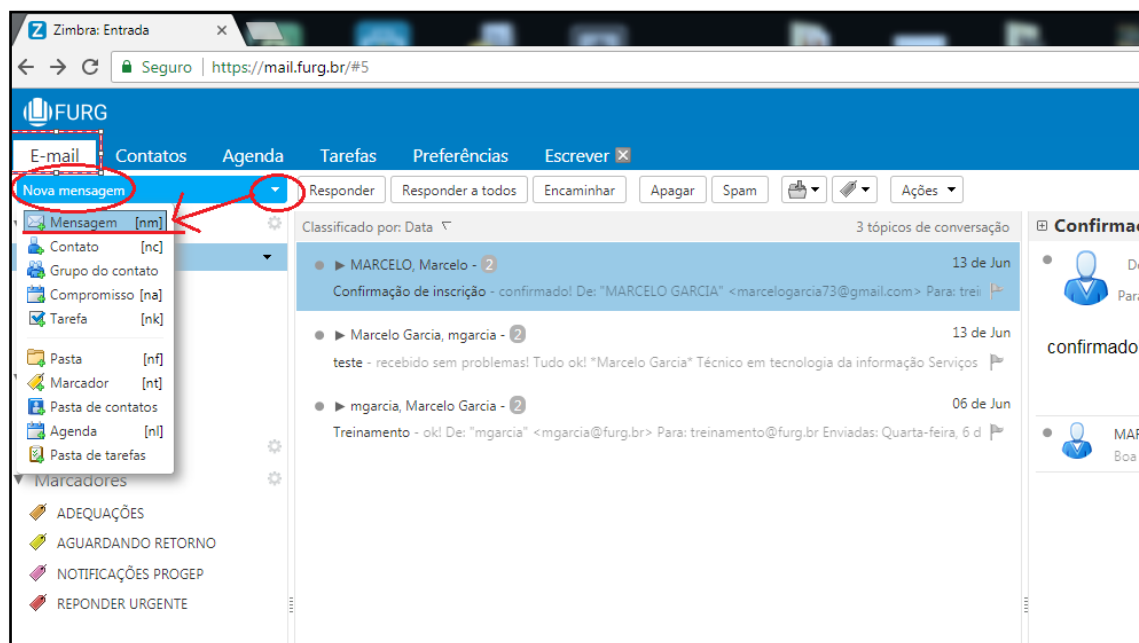 Zimbra: Entrada
Seguro | https://mail.furg.br/#5
FURG
E-mail Contatos Agenda Tarefas Preferências Escrever
Nova mensagem Responder Responder a todos Encaminhar Apagar Spam Ações
Mensagem [nm]
Contato [nc]
Grupo do contato
Compromisso [na]
Tarefa [nk]
Pasta [nf]
Marcador [nt]
Pasta de contatos
Agenda [nl]
Pasta de tarefas
Marcadores
ADEQUAÇÕES
AGUARDANDO RETORNO
NOTIFICAÇÕES PROGEP
REPONDER URGENTE
Classificado por: Data 3 tópicos de conversação
MARCELO, Marcelo - 2 13 de Jun
Confirmação de inscrição - confirmado! De: "MARCELO GARCIA" <marcelogarcia73@gmail.com> Para: trei
Marcelo Garcia, mgarcia - 2 13 de Jun
teste - recebido sem problemas! Tudo ok! *Marcelo Garcia* Técnico em tecnologia da informação Serviços
mgarcia, Marcelo Garcia - 2 06 de Jun
Treinamento - ok! De: "mgarcia" <mgarcia@furg.br> Para: treinamento@furg.br Enviadas: Quarta-feira, 6 d
Confirmaç
De
Para
confirmado
MAR
Boa